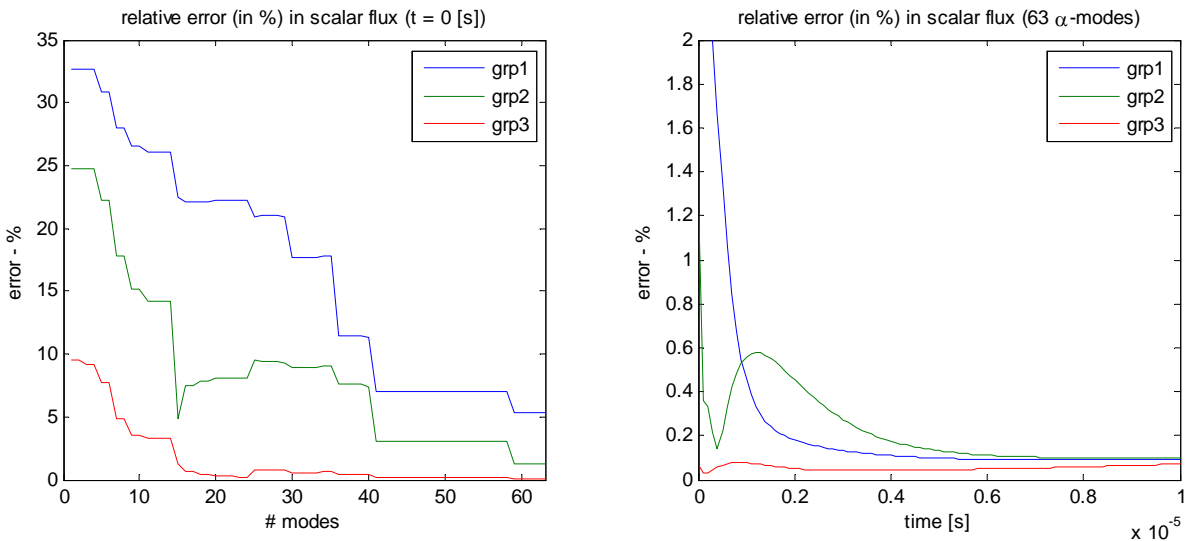 relative error (in %) in scalar flux (t = 0 [s])
35
30
25
20
15
10
5
0
error - %
0 10 20 30 40 50 60
# modes
grp1
grp2
grp3
relative error (in %) in scalar flux (63 α-modes)
2
1.8
1.6
1.4
1.2
1
0.8
0.6
0.4
0.2
0
error - %
0 0.2 0.4 0.6 0.8 1
time [s]
x 10⁻⁵
grp1
grp2
grp3